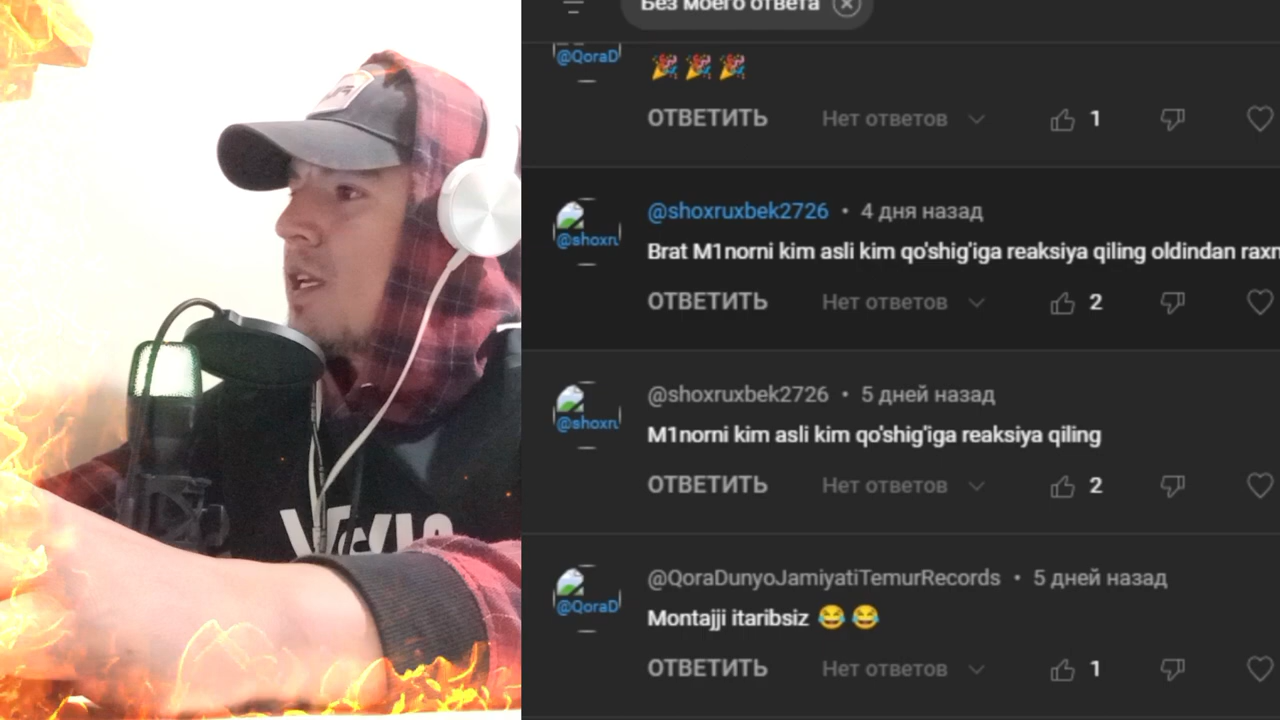 Без моего ответа
@QoraD
🎉🎉🎉
ОТВЕТИТЬ Нет ответов 1
@shoxruxbek2726 • 4 дня назад
@shoxru
Brat M1norni kim asli kim qo'shig'iga reaksiya qiling oldindan raxm
ОТВЕТИТЬ Нет ответов 2
@shoxruxbek2726 • 5 дней назад
@shoxru
M1norni kim asli kim qo'shig'iga reaksiya qiling
ОТВЕТИТЬ Нет ответов 2
@QoraDunyoJamiyatiTemurRecords • 5 дней назад
@QoraD
Montajji itaribsiz 😂😂
ОТВЕТИТЬ Нет ответов 1